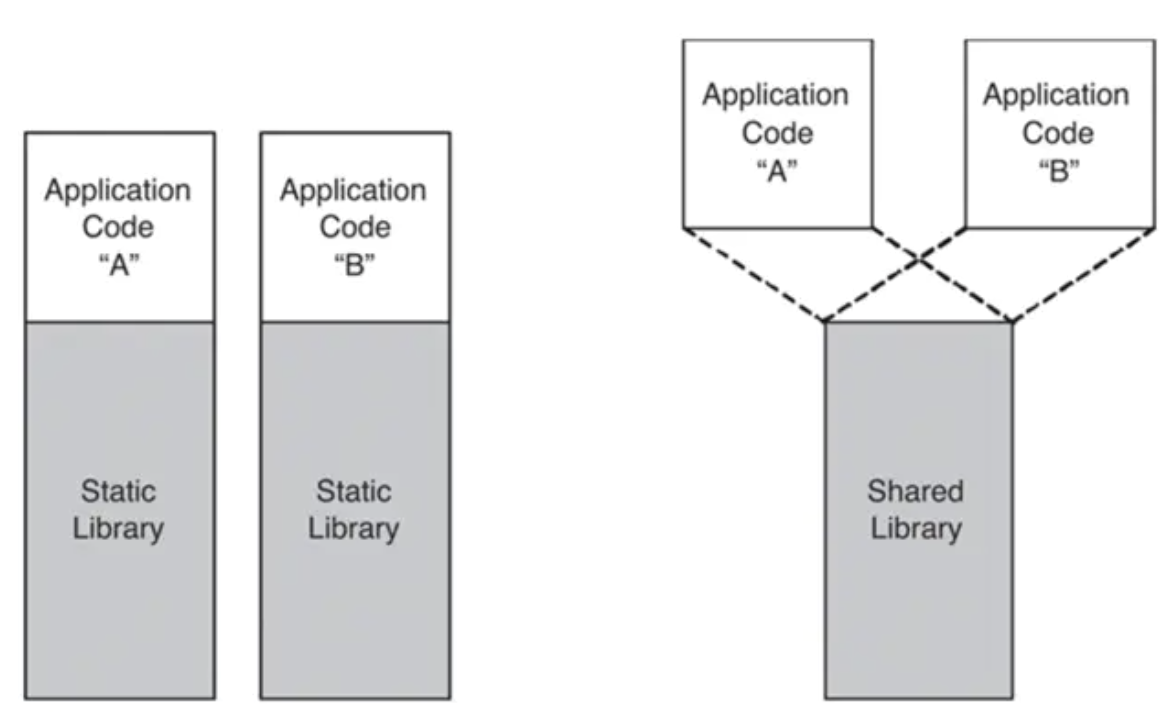 Application
Code
“A”
Static
Library
Application
Code
“B”
Static
Library
Application
Code
“A”
Application
Code
“B”
Shared
Library